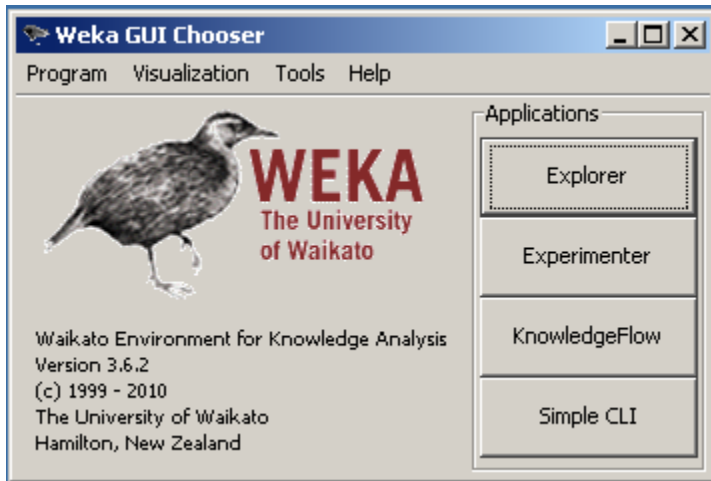 Weka GUI Chooser
Program Visualization Tools Help
WEKA
The University
of Waikato
Waikato Environment for Knowledge Analysis
Version 3.6.2
(c) 1999 - 2010
The University of Waikato
Hamilton, New Zealand
Applications
Explorer
Experimenter
KnowledgeFlow
Simple CLI